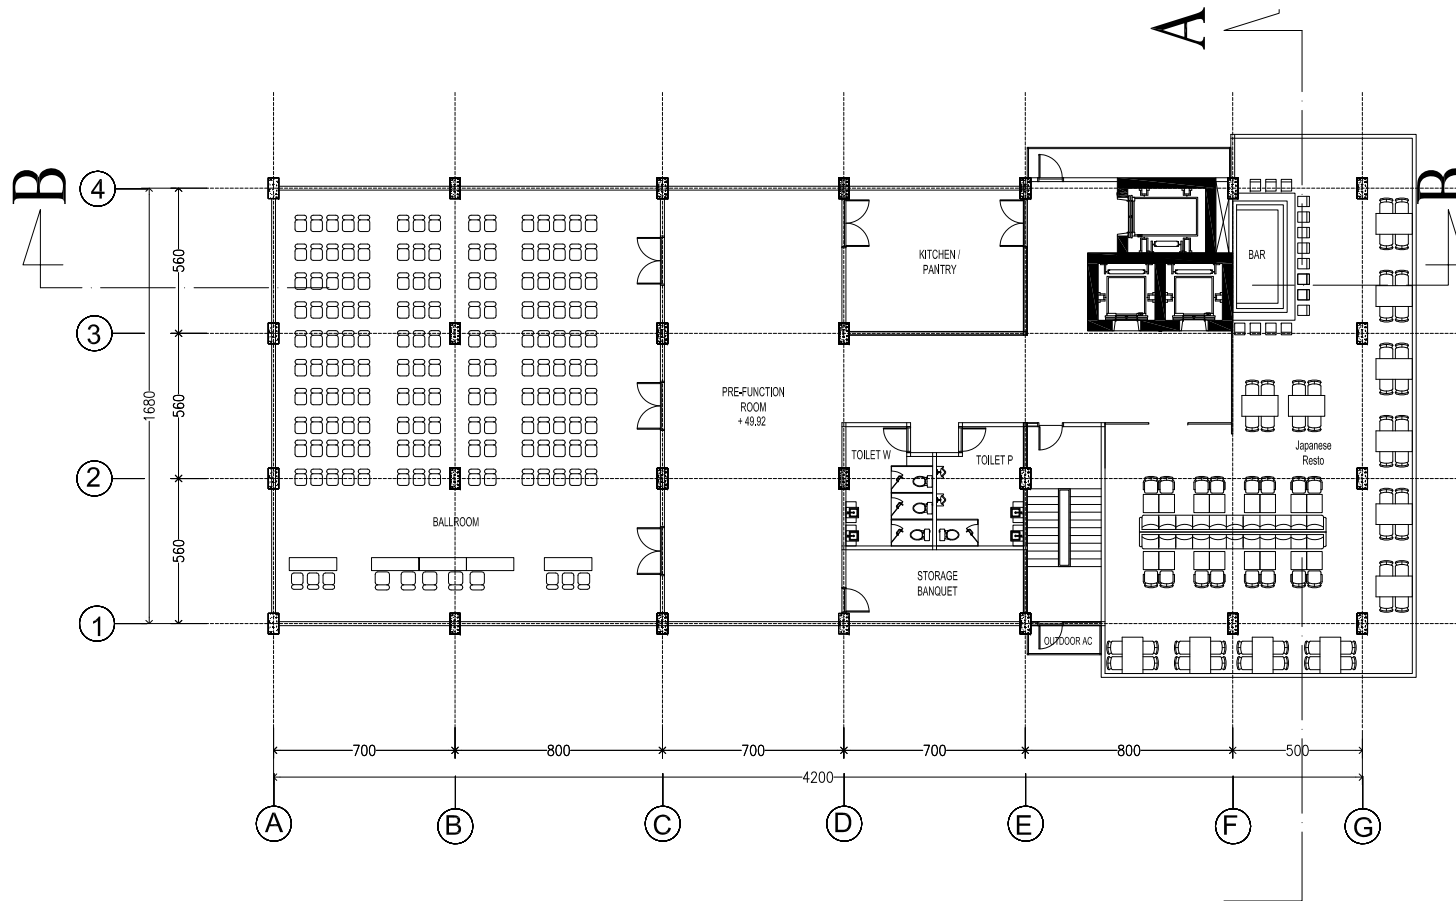 A
B
B
4
3
2
1
560
560
560
1680
KITCHEN /
PANTRY
BAR
PRE-FUNCTION
ROOM
+ 49.92
TOILET W
TOILET P
Japanese
Resto
BALLROOM
STORAGE
BANQUET
OUTDOOR AC
700
800
700
700
800
500
4200
A
B
C
D
E
F
G